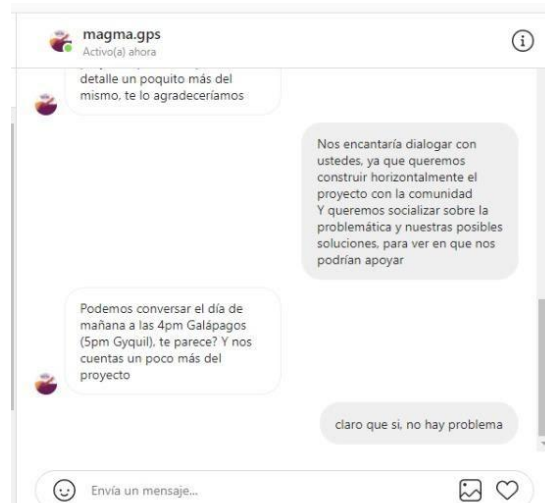 magma.gps
Activo(a) ahora
detalle un poquito más del
mismo, te lo agradeceríamos
Nos encantaría dialogar con
ustedes, ya que queremos
construir horizontalmente el
proyecto con la comunidad
Y queremos socializar sobre la
problemática y nuestras posibles
soluciones, para ver en que nos
podrían apoyar
Podemos conversar el día de
mañana a las 4pm Galápagos
(5pm Gyquil), te parece? Y nos
cuentas un poco más del
proyecto
claro que si, no hay problema
Envía un mensaje...